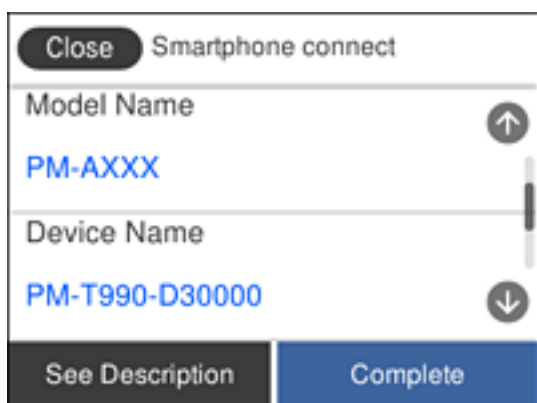 Close Smartphone connect
Model Name
PM-AXXX
Device Name
PM-T990-D30000
See Description Complete